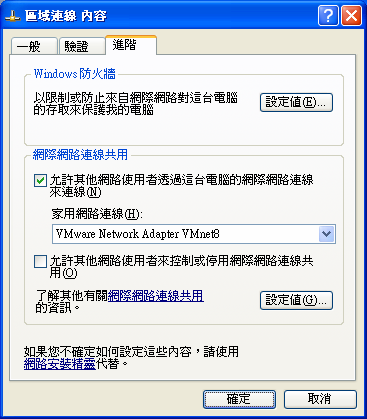 區域連線 內容
一般 驗證 進階
Windows 防火牆
以限制或防止來自網際網路對這台電腦
的存取來保護我的電腦
設定值(E)...
網際網路連線共用
允許其他網路使用者透過這台電腦的網際網路連線
來連線(N)
家用網路連線(H):
VMware Network Adapter VMnet8
允許其他網路使用者來控制或停用網際網路連線共
用(O)
了解其他有關網際網路連線共用
的資訊。
設定值(G)...
如果您不確定如何設定這些內容，請使用
網路安裝精靈代替。
確定 取消